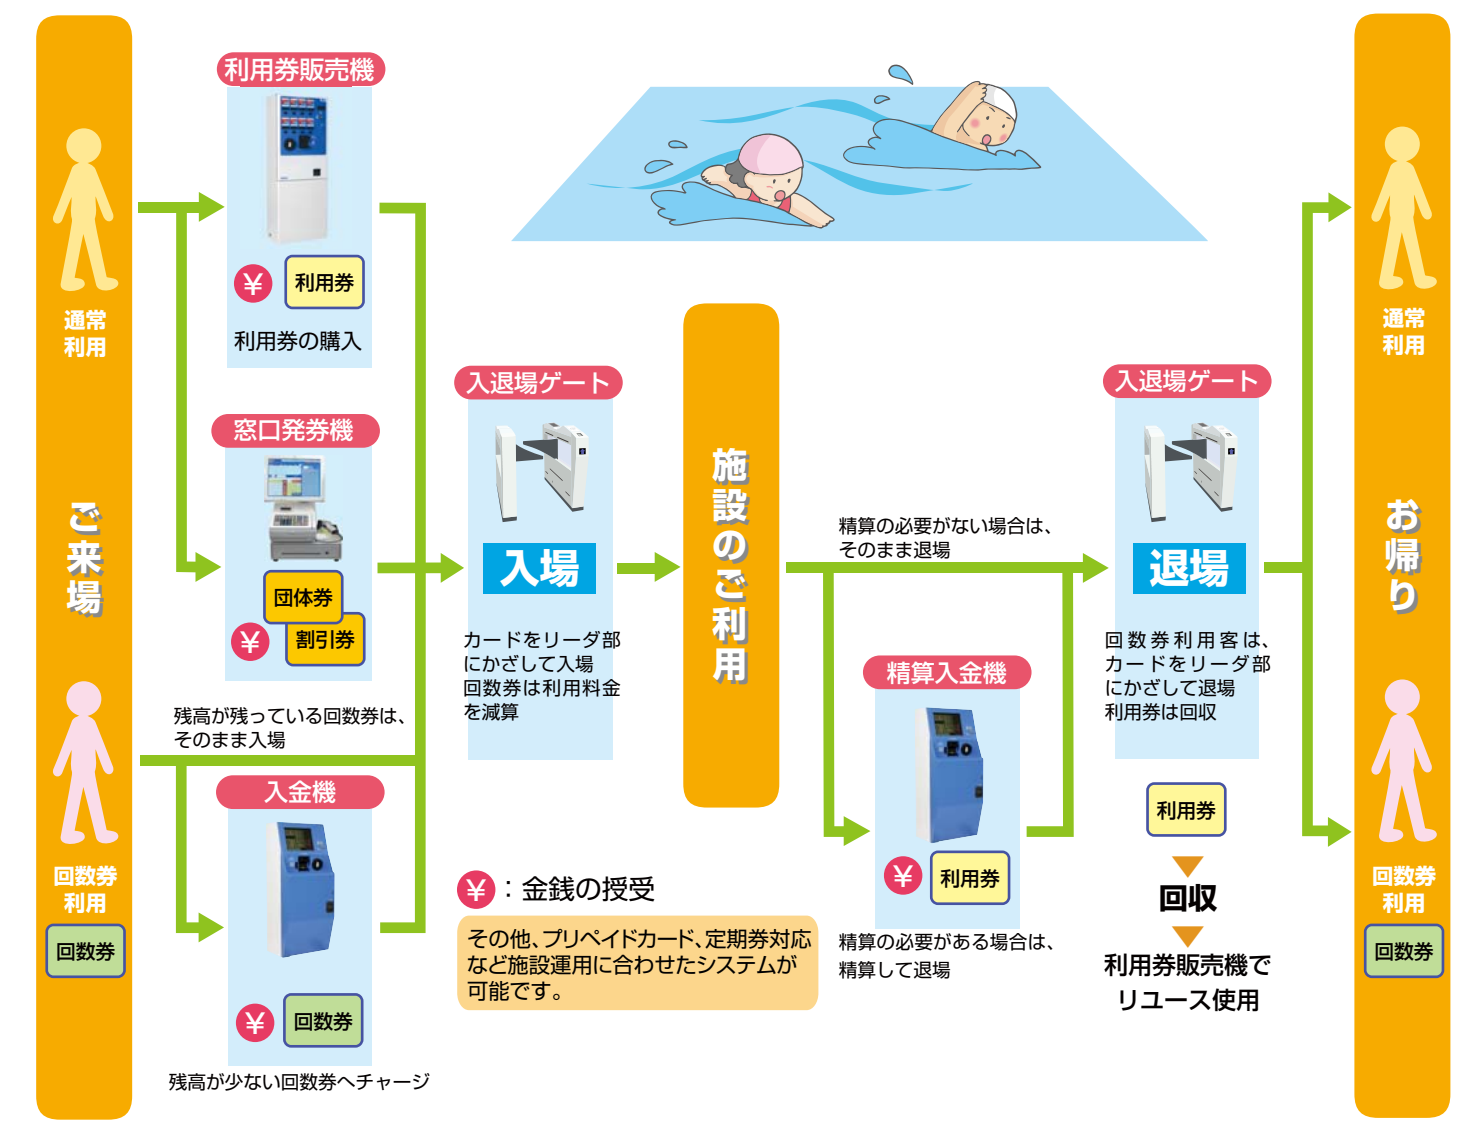 ご来場
通常
利用
回数券
利用
回数券
利用券販売機
¥
利用券
利用券の購入
窓口発券機
団体券
¥
割引券
残高が残っている回数券は、
そのまま入場
入金機
¥
回数券
残高が少ない回数券へチャージ
入退場ゲート
入場
カードをリーダ部
にかざして入場
回数券は利用料金
を減算
¥：金銭の授受
その他、プリペイドカード、定期券対応
など施設運用に合わせたシステムが
可能です。
施設のご利用
精算の必要がない場合は、
そのまま退場
精算入金機
¥
利用券
精算の必要がある場合は、
精算して退場
入退場ゲート
退場
回数券利用客は、
カードをリーダ部
にかざして退場
利用券は回収
利用券
回収
利用券販売機で
リユース使用
お帰り
通常
利用
回数券
利用
回数券